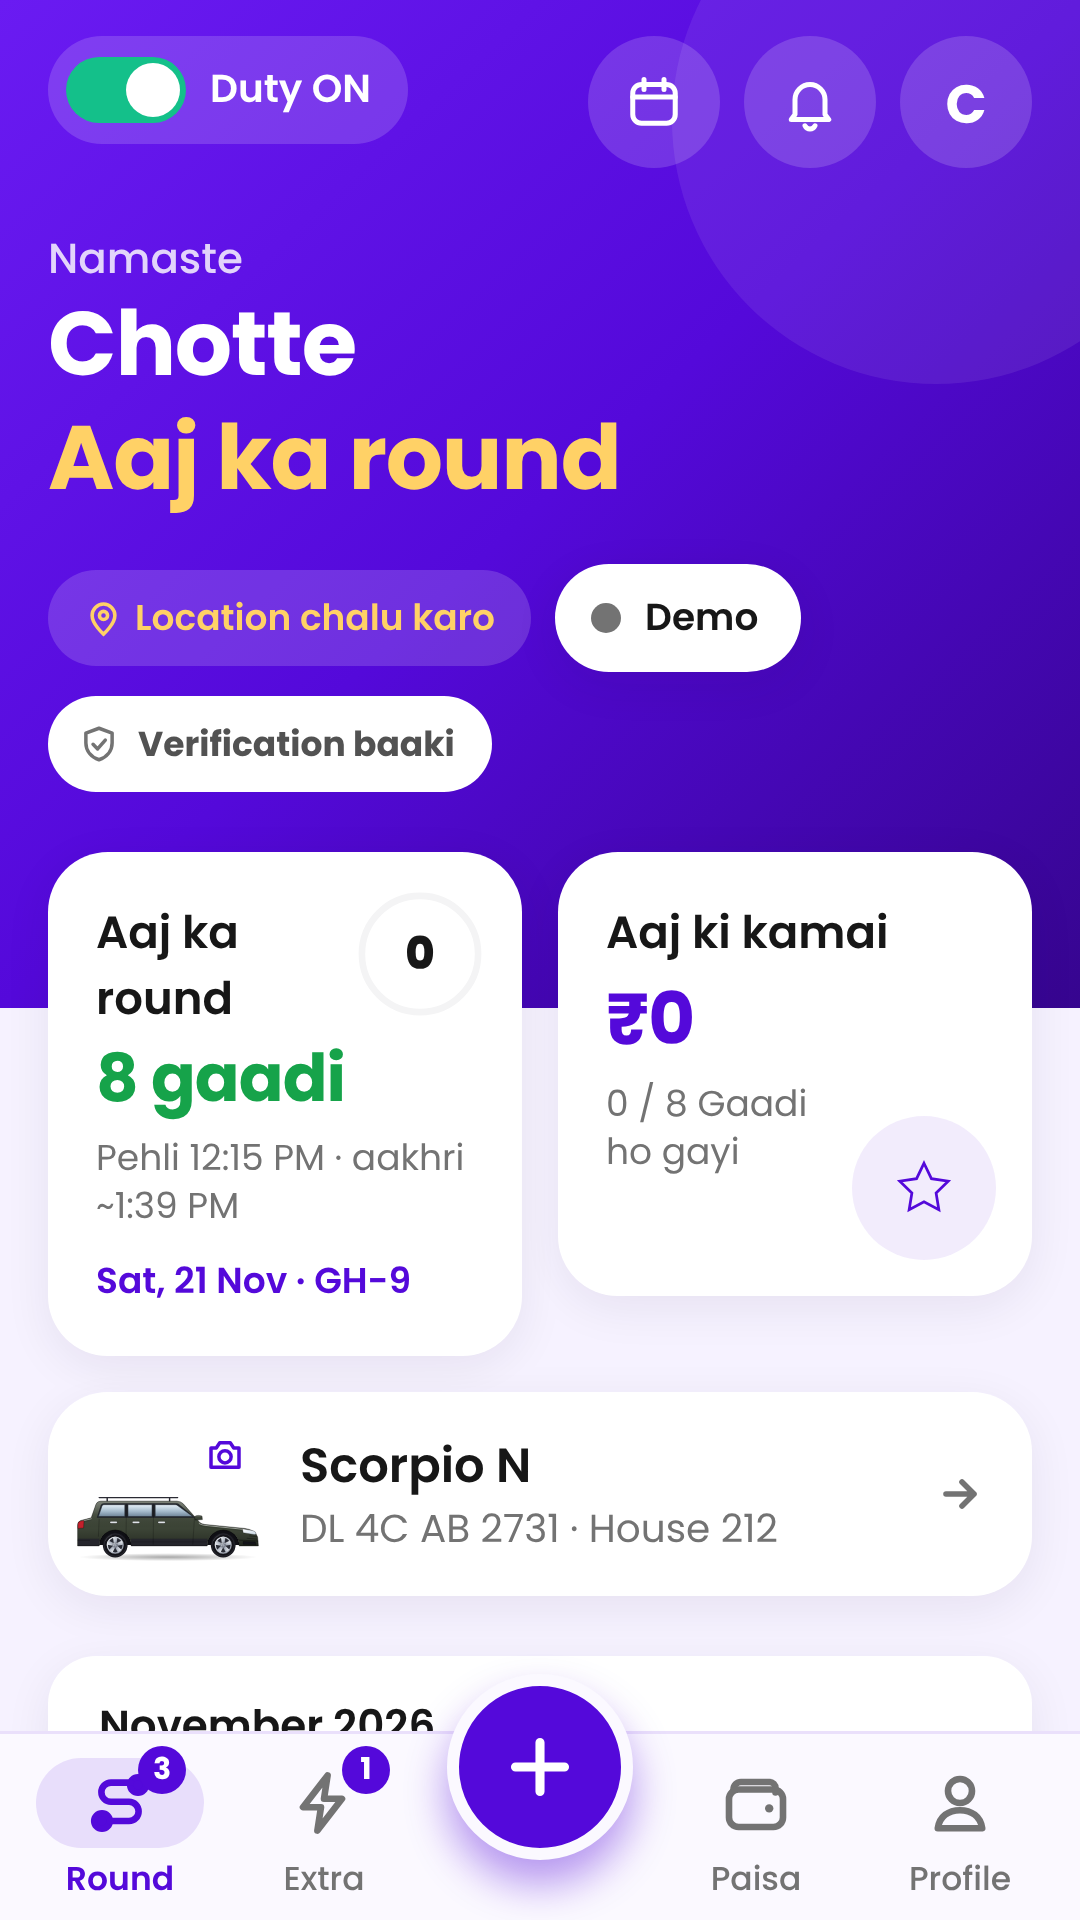 Duty ON
C
Namaste
Chotte
Aaj ka round
Location chalu karo
Demo
Verification baaki
Aaj ka
round
0
8 gaadi
Pehli 12:15 PM · aakhri
~1:39 PM
Sat, 21 Nov · GH-9
Aaj ki kamai
₹0
0 / 8 Gaadi
ho gayi
Scorpio N
DL 4C AB 2731 · House 212
November 2026
3
Round
1
Extra
Paisa
Profile